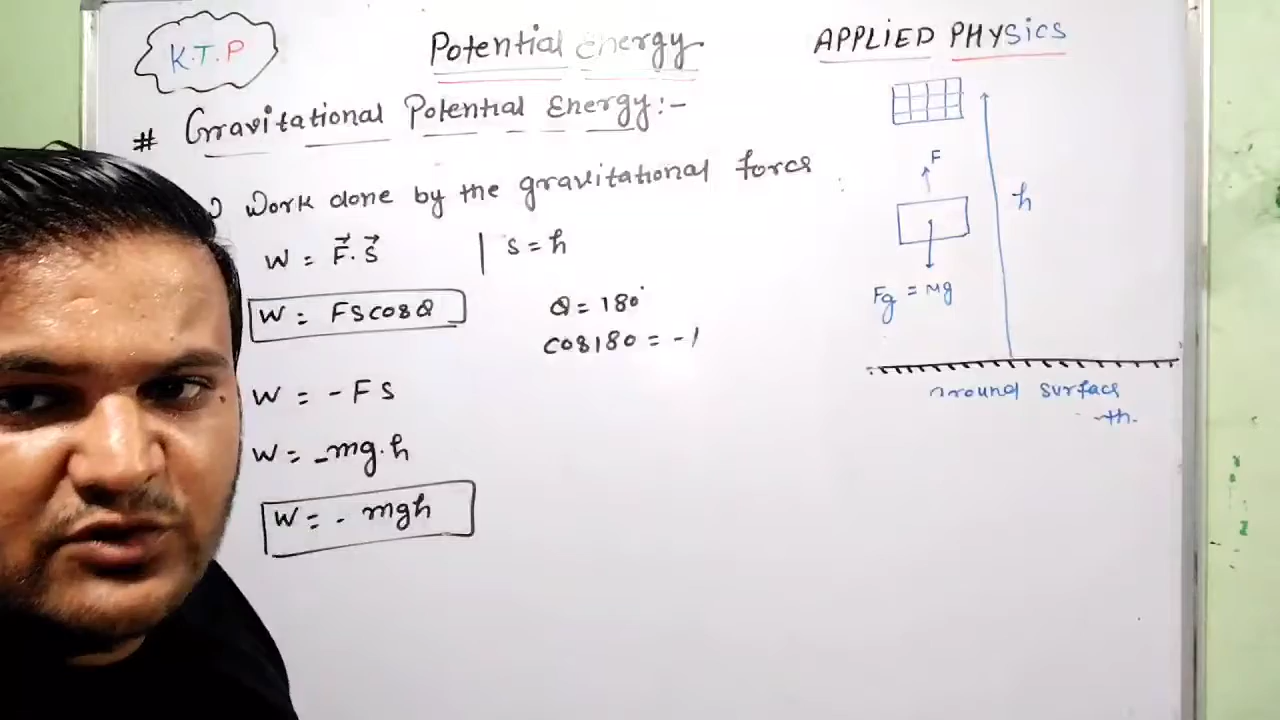 K.T.P
Potential energy
APPLIED PHYSICS
# Gravitational Potential Energy:-
Work done by the gravitational force
W = F⃗. S⃗ | s = h
W = Fscosθ
θ = 180°
cos180 = -1
W = - F s
W = -mg.h
W = - mgh
F
h
Fg = Mg
Ground surface